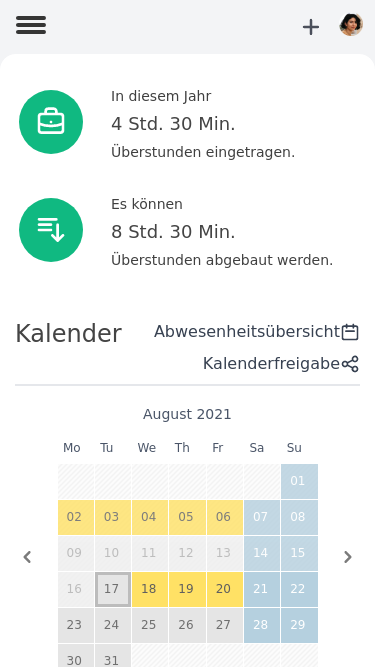 In diesem Jahr
4 Std. 30 Min.
Überstunden eingetragen.
Es können
8 Std. 30 Min.
Überstunden abgebaut werden.
Kalender
Abwesenheitsübersicht
Kalenderfreigabe
August 2021
Mo Tu We Th Fr Sa Su
01
02 03 04 05 06 07 08
09 10 11 12 13 14 15
16 17 18 19 20 21 22
23 24 25 26 27 28 29
30 31